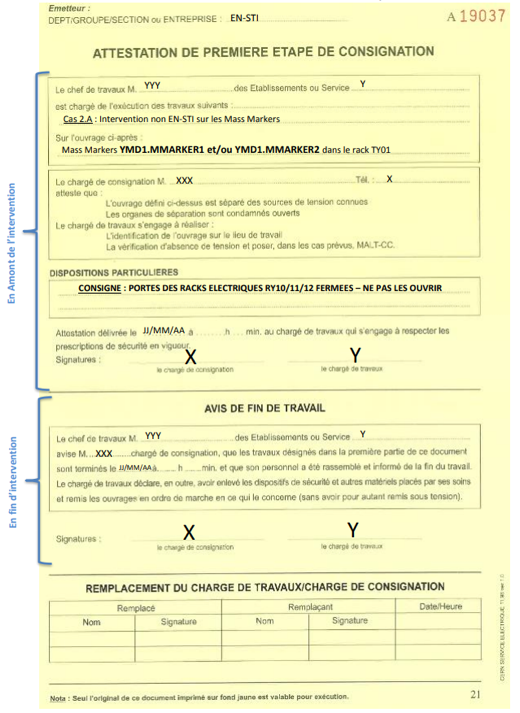 Emetteur :
DEPT/GROUPE/SECTION ou ENTREPRISE : EN-STI
A 19037
ATTESTATION DE PREMIERE ETAPE DE CONSIGNATION
Le chef de travaux M. YYY des Etablissements ou Service Y
est chargé de l'exécution des travaux suivants :
Cas 2.A : Intervention non EN-STI sur les Mass Markers
Sur l'ouvrage ci-après :
Mass Markers YMD1.MMARKER1 et/ou YMD1.MMARKER2 dans le rack TY01
Le chargé de consignation M. XXX Tél. : X
atteste que :
L'ouvrage défini ci-dessus est séparé des sources de tension connues
Les organes de séparation sont condamnés ouverts
Le chargé de travaux s'engage à réaliser :
L'identification de l'ouvrage sur le lieu de travail
La vérification d'absence de tension et poser, dans les cas prévus, MALT-CC.
DISPOSITIONS PARTICULIERES
CONSIGNE : PORTES DES RACKS ELECTRIQUES RY10/11/12 FERMEES – NE PAS LES OUVRIR
Attestation délivrée le JJ/MM/AA à ........h .... min. au chargé de travaux qui s'engage à respecter les
prescriptions de sécurité en vigueur.
Signatures : X Y
le chargé de consignation le chargé de travaux
En Amont de l'intervention
AVIS DE FIN DE TRAVAIL
Le chef de travaux M. YYY des Etablissements ou Service Y
avise M. XXX chargé de consignation, que les travaux désignés dans la première partie de ce document
sont terminés le JJ/MM/AA à ...... h ...... min. et que son personnel a été rassemblé et informé de la fin du travail.
Le chargé de travaux déclare, en outre, avoir enlevé les dispositifs de sécurité et autres matériels placés par ses soins
et remis les ouvrages en ordre de marche en ce qui le concerne (sans avoir pour autant remis sous tension).
Signatures : X Y
le chargé de consignation le chargé de travaux
En fin d'intervention
REMPLACEMENT DU CHARGE DE TRAVAUX/CHARGE DE CONSIGNATION
Remplacé Remplaçant Date/Heure
Nom Signature Nom Signature
Nota : Seul l'original de ce document imprimé sur fond jaune est valable pour exécution.
21
CERN SERVICE ELECTRIQUE